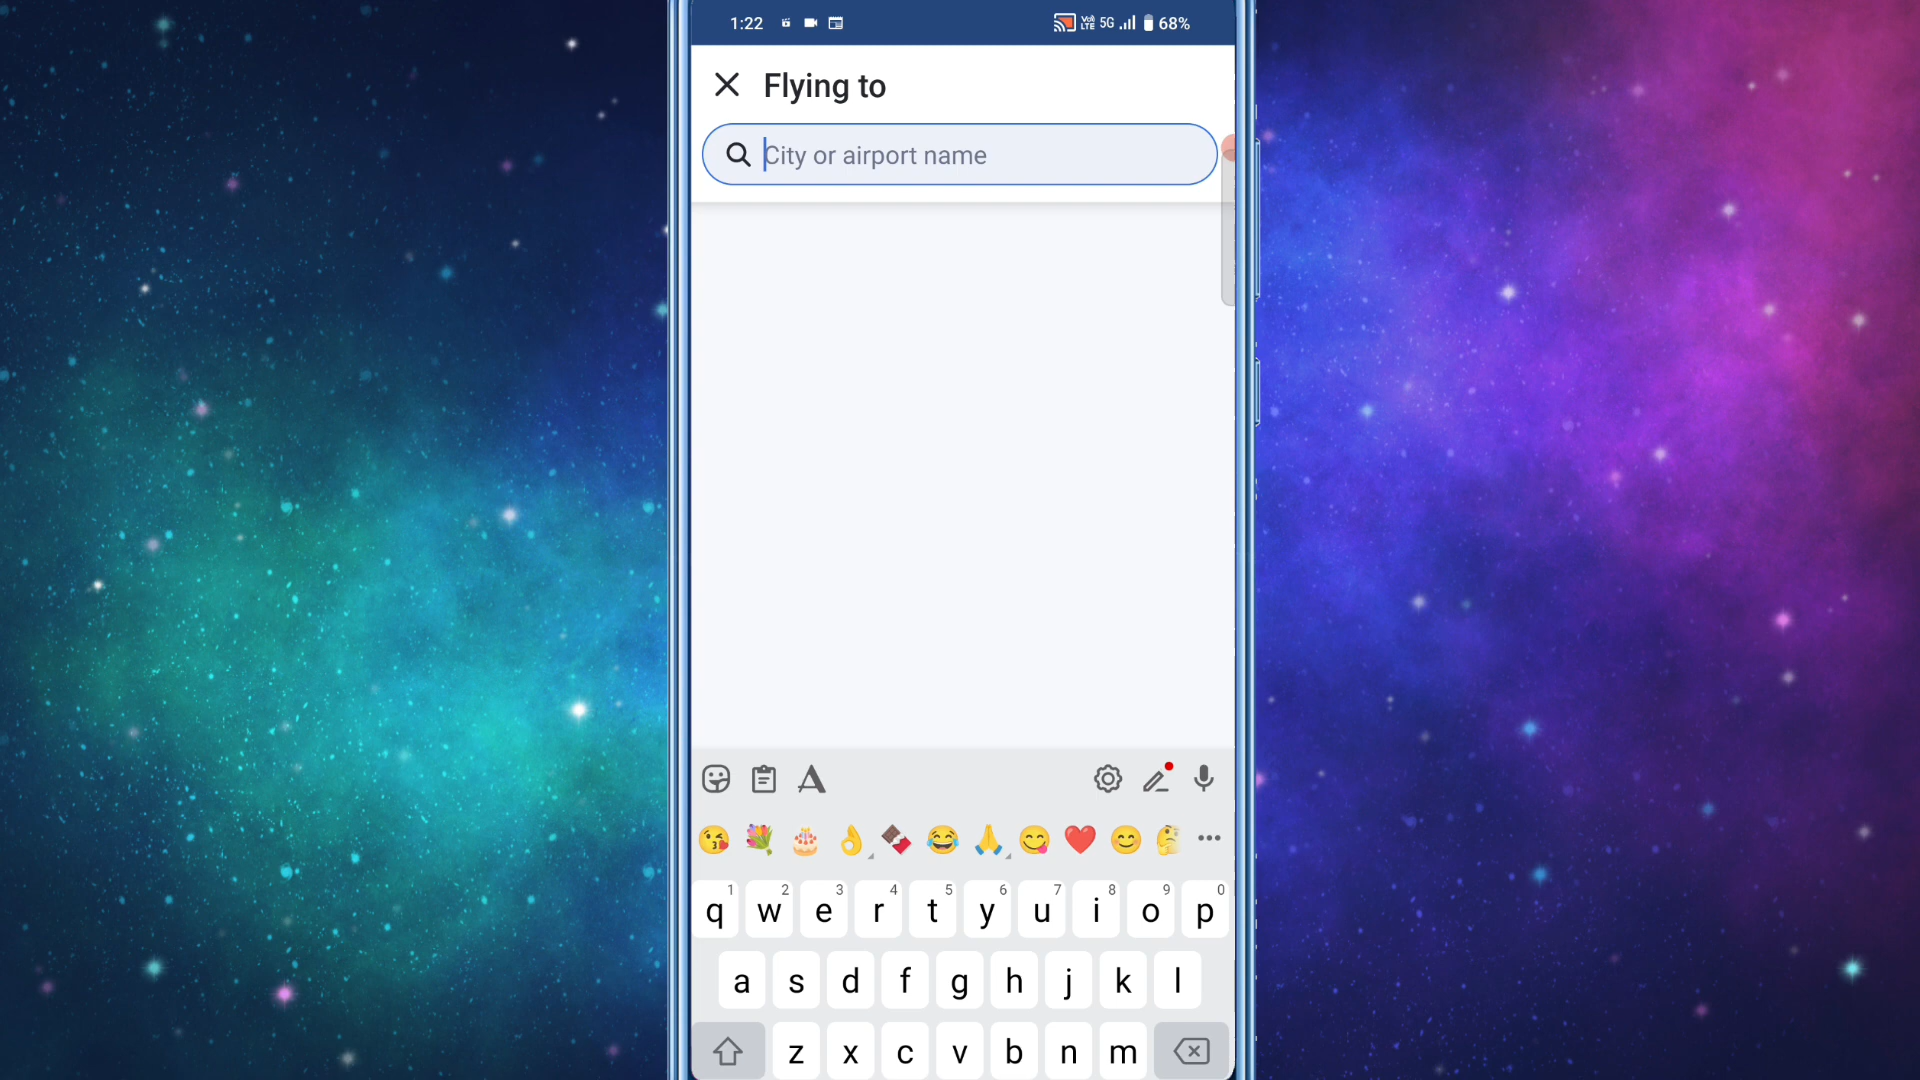 1:22 VoLTE 5G 68%
Flying to
City or airport name
1 2 3 4 5 6 7 8 9 0
q w e r t y u i o p
a s d f g h j k l
z x c v b n m